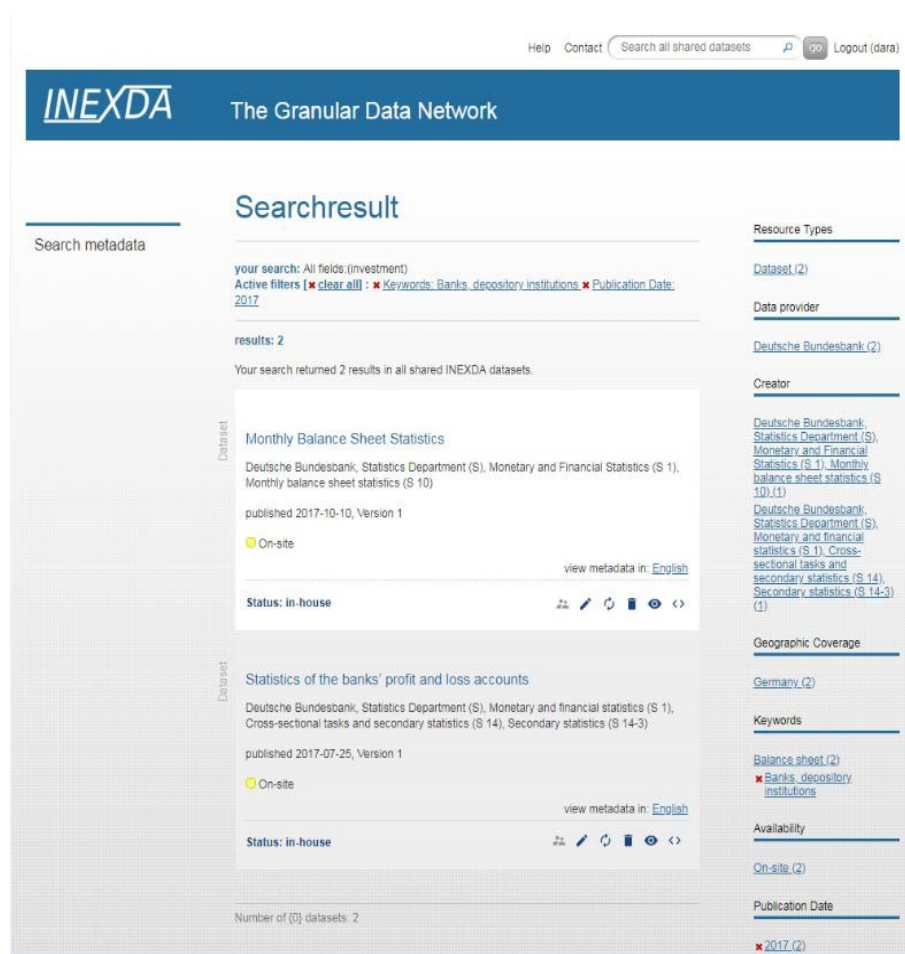 Help Contact Search all shared datasets go Logout (dara)
INEXDA The Granular Data Network
Search metadata
Searchresult
your search: All fields:(investment)
Active filters [✖ clear all] : ✖ Keywords: Banks, depository institutions ✖ Publication Date:
2017
results: 2
Your search returned 2 results in all shared INEXDA datasets.
Dataset
Monthly Balance Sheet Statistics
Deutsche Bundesbank, Statistics Department (S), Monetary and Financial Statistics (S 1),
Monthly balance sheet statistics (S 10)
published 2017-10-10, Version 1
On-site
view metadata in: English
Status: in-house
Dataset
Statistics of the banks' profit and loss accounts
Deutsche Bundesbank, Statistics Department (S), Monetary and financial statistics (S 1),
Cross-sectional tasks and secondary statistics (S 14), Secondary statistics (S 14-3)
published 2017-07-25, Version 1
On-site
view metadata in: English
Status: in-house
Number of {0} datasets: 2
Resource Types
Dataset (2)
Data provider
Deutsche Bundesbank (2)
Creator
Deutsche Bundesbank,
Statistics Department (S),
Monetary and Financial
Statistics (S 1), Monthly
balance sheet statistics (S
10) (1)
Deutsche Bundesbank,
Statistics Department (S),
Monetary and financial
statistics (S 1), Cross-
sectional tasks and
secondary statistics (S 14),
Secondary statistics (S 14-3)
(1)
Geographic Coverage
Germany (2)
Keywords
Balance sheet (2)
✖ Banks, depository
institutions
Availability
On-site (2)
Publication Date
✖ 2017 (2)